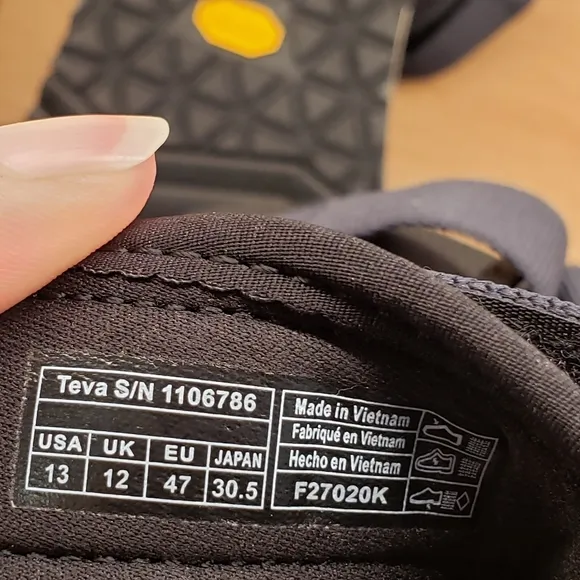 Teva S/N 1106786
USA UK EU JAPAN
13 12 47 30.5
Made in Vietnam
Fabriqué en Vietnam
Hecho en Vietnam
F27020K